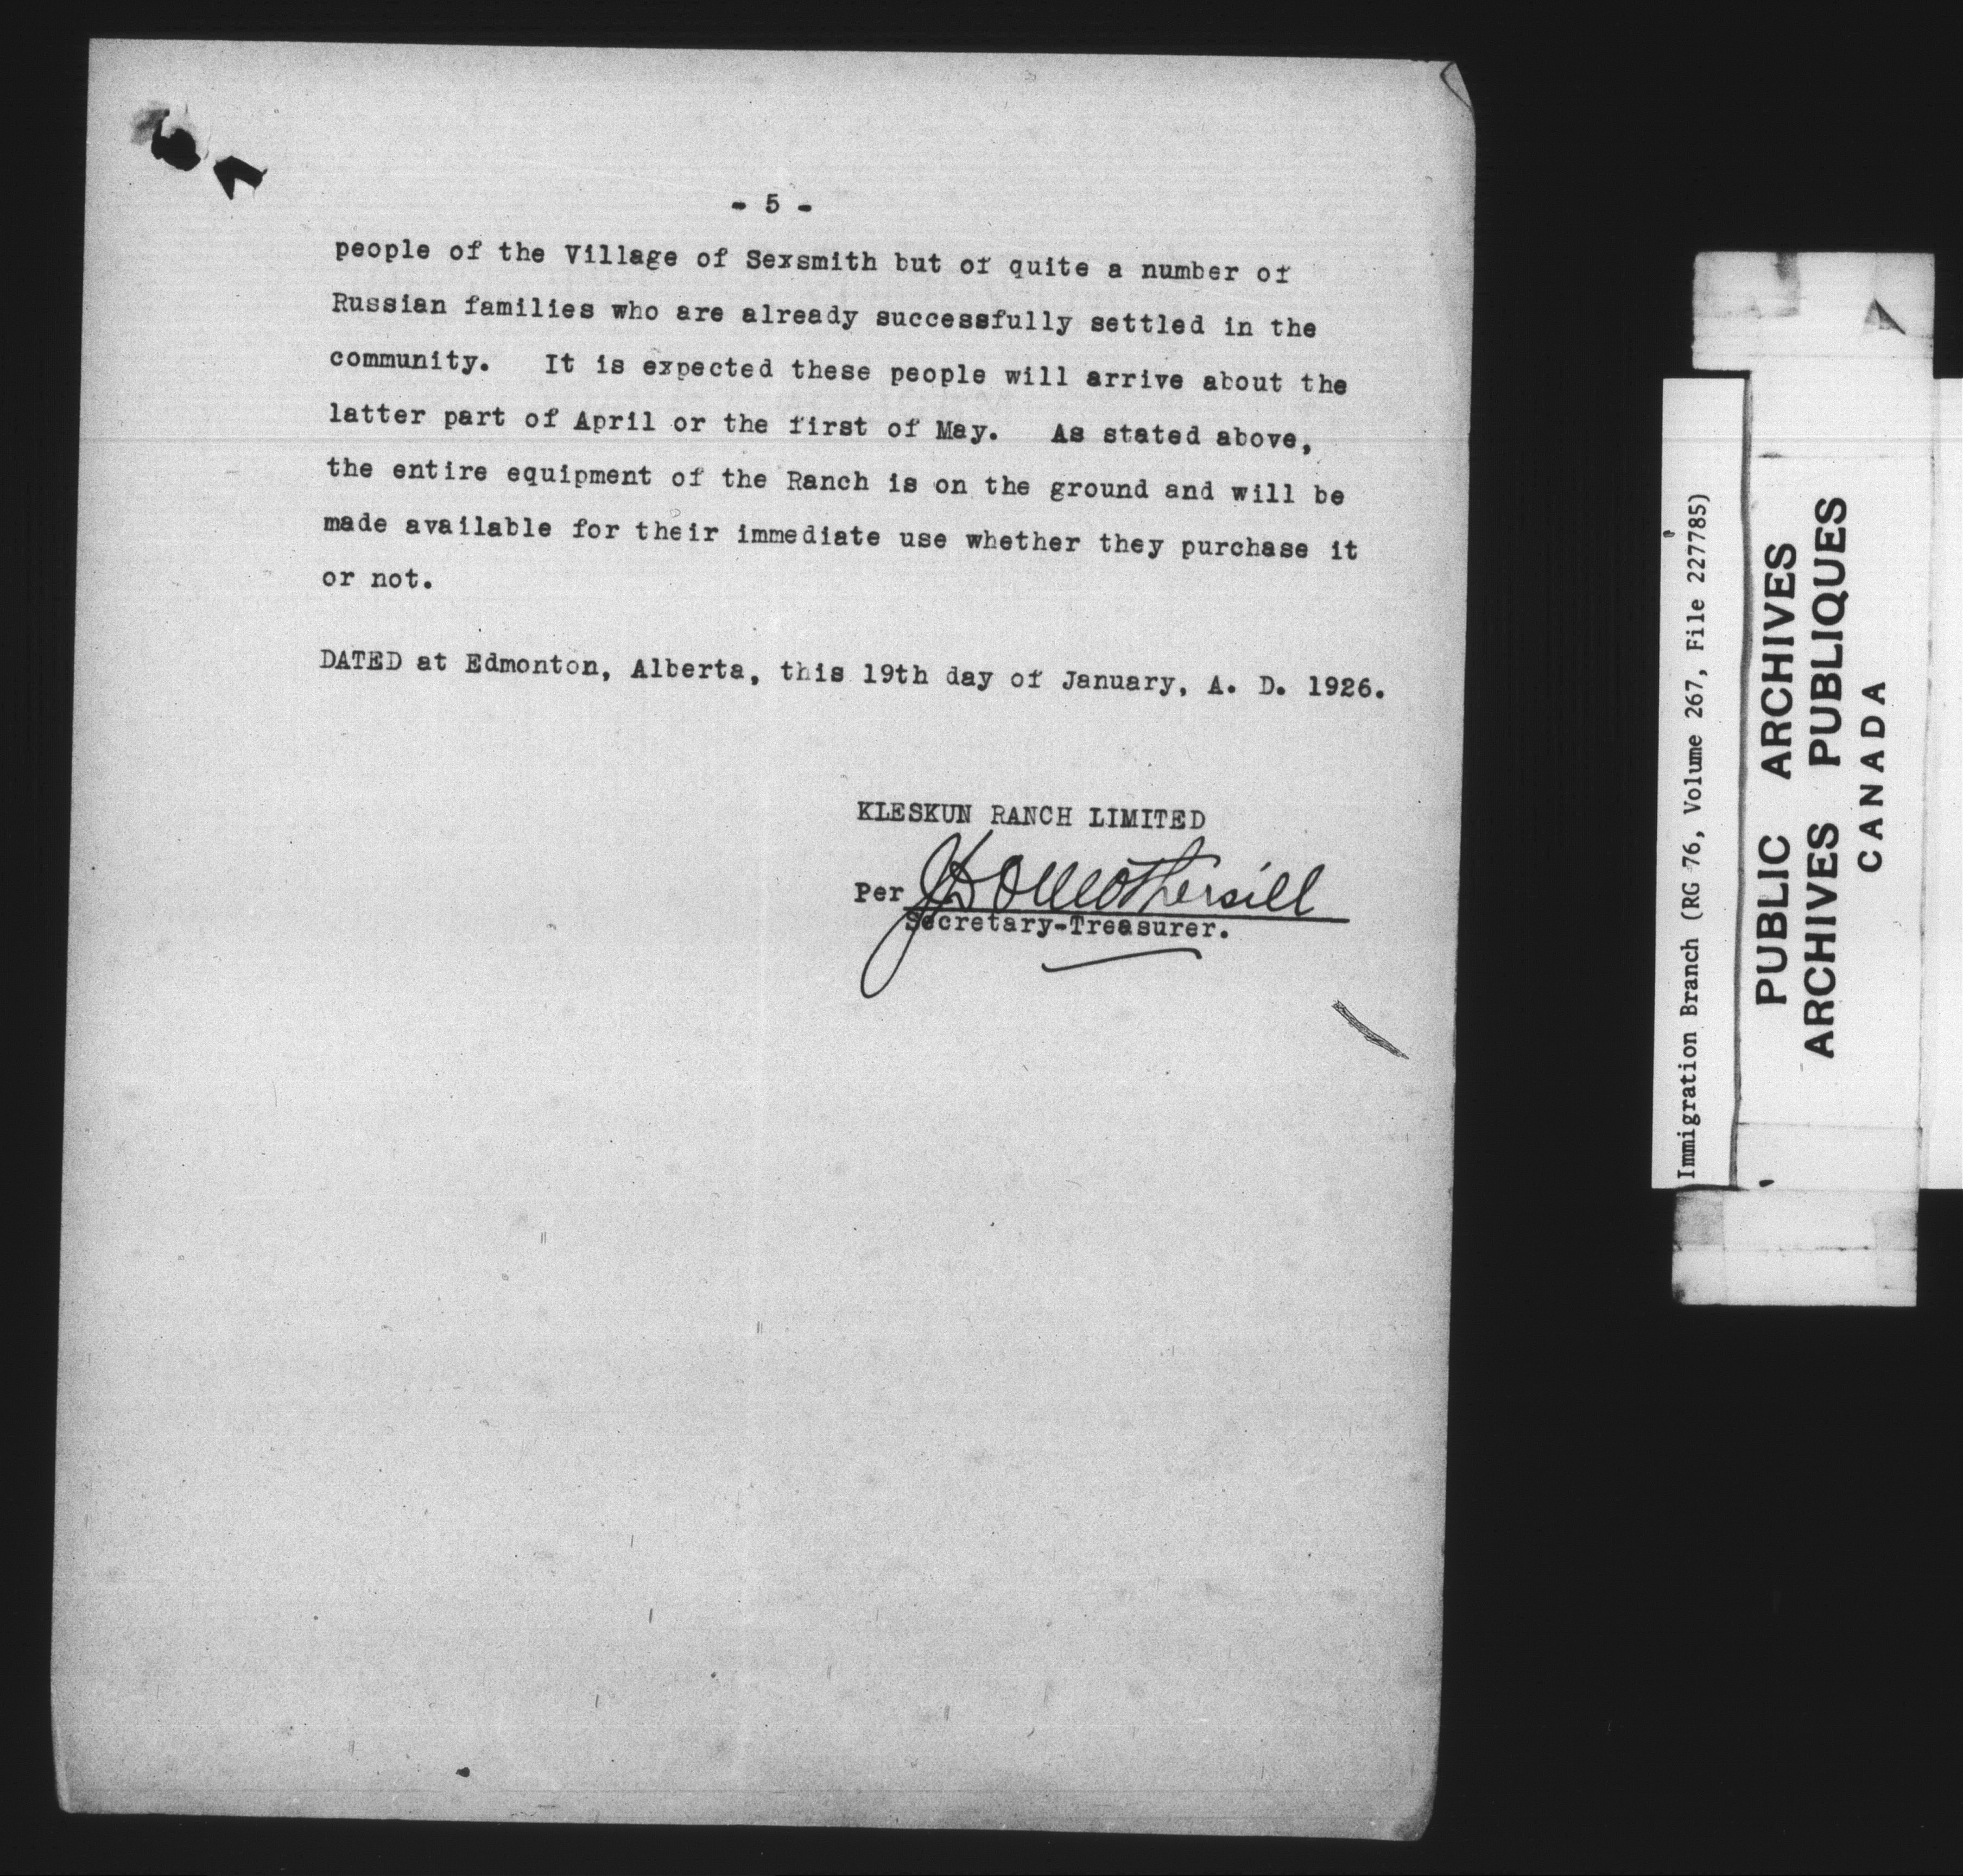 - 5 -
people of the Village of Sexsmith but of quite a number of
Russian families who are already successfully settled in the
community. It is expected these people will arrive about the
latter part of April or the first of May. As stated above,
the entire equipment of the Ranch is on the ground and will be
made available for their immediate use whether they purchase it
or not.
DATED at Edmonton, Alberta, this 19th day of January, A. D. 1926.
KLESKUN RANCH LIMITED
Per J D O Mothersill
Secretary-Treasurer.
Immigration Branch (RG 76, Volume 267, File 227785)
PUBLIC ARCHIVES
ARCHIVES PUBLIQUES
CANADA